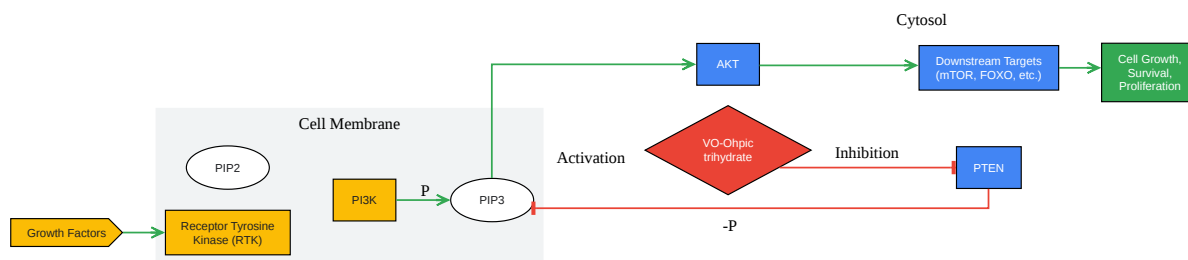 Cytosol
AKT
Downstream Targets
(mTOR, FOXO, etc.)
Cell Growth,
Survival,
Proliferation
Cell Membrane
PIP2
Activation
VO-Ohpic
trihydrate
Inhibition
PTEN
PI3K
P
PIP3
Growth Factors
Receptor Tyrosine
Kinase (RTK)
-P